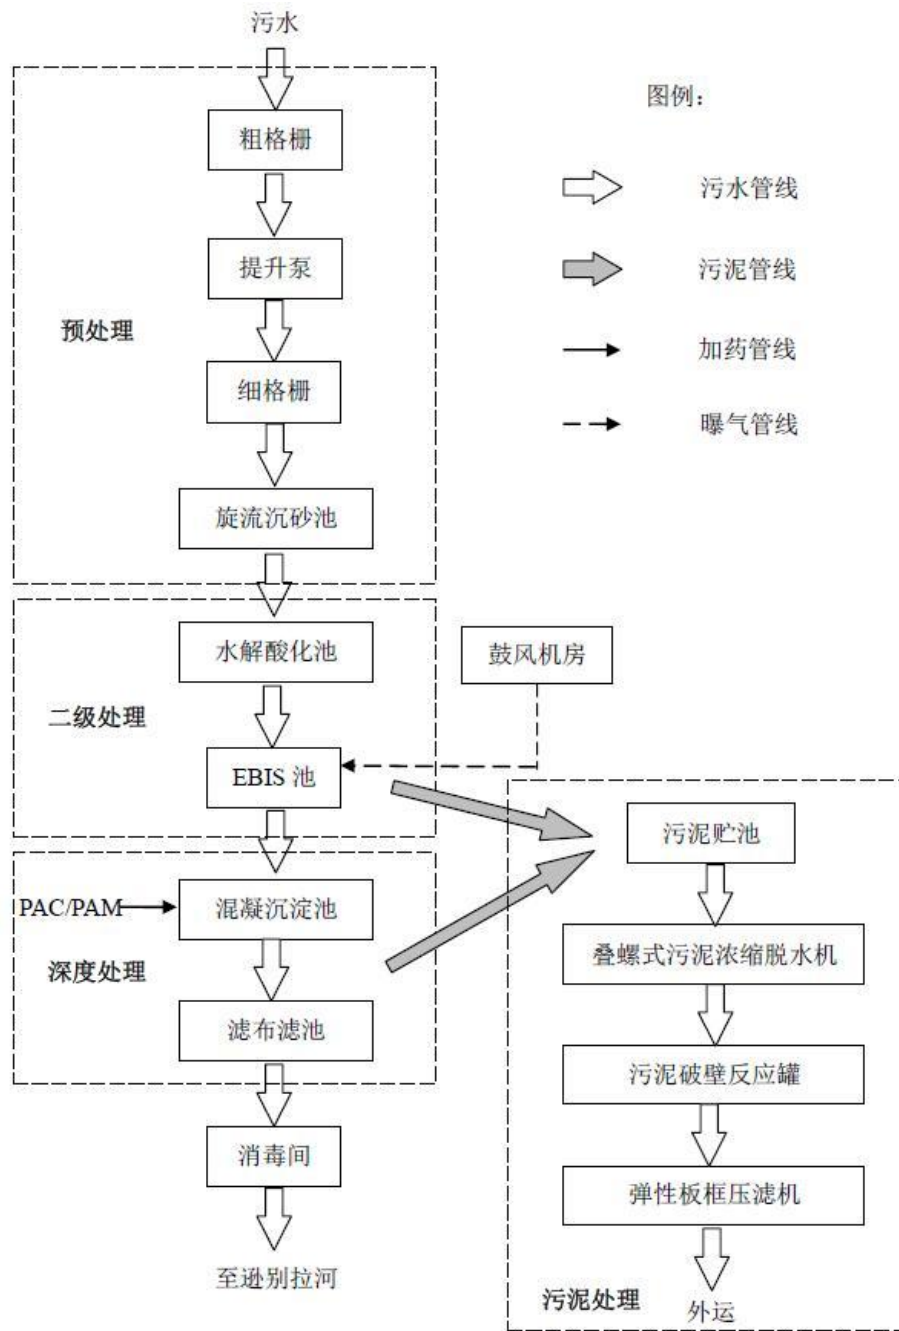 污水
图例：
粗格栅
污水管线
提升泵
污泥管线
预处理
加药管线
细格栅
曝气管线
旋流沉砂池
水解酸化池
鼓风机房
二级处理
EBIS 池
污泥贮池
PAC/PAM
混凝沉淀池
叠螺式污泥浓缩脱水机
深度处理
滤布滤池
污泥破壁反应罐
消毒间
弹性板框压滤机
至逊别拉河
污泥处理
外运